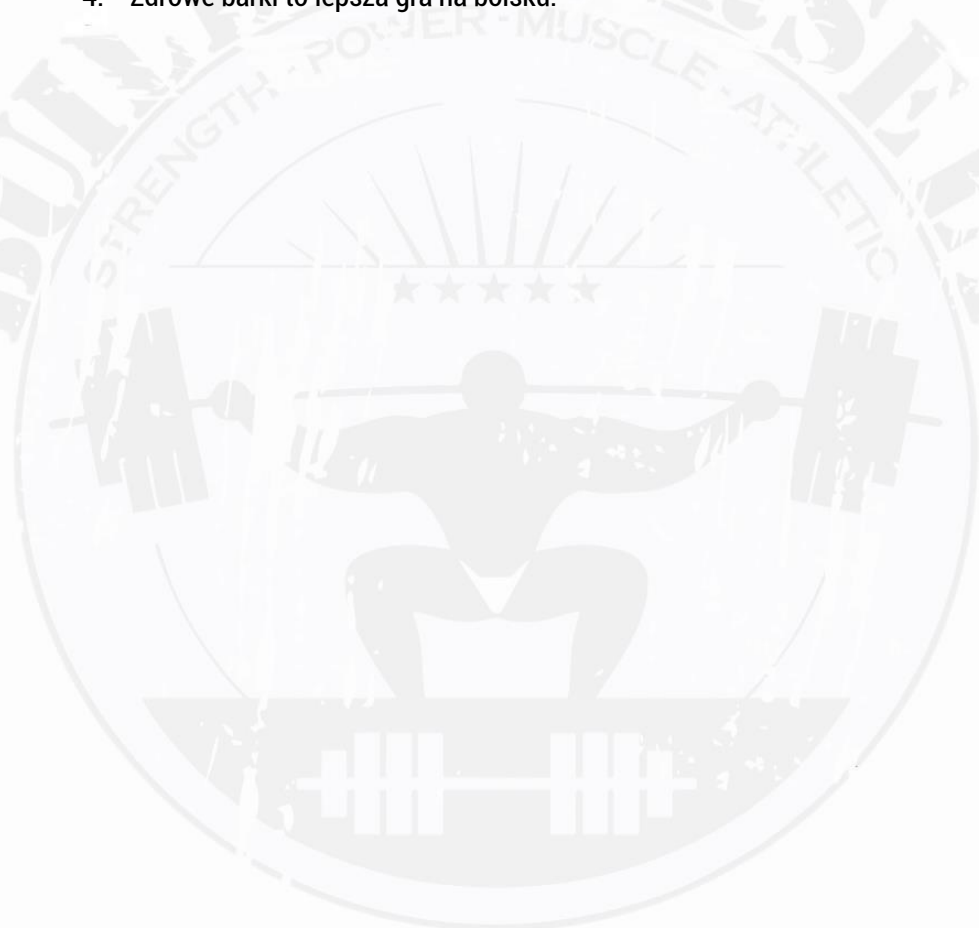 4. Zdrowe barki to lepsza gra na boisku.
STRENGTH - POWER - MUSCLE - ATHLETIC